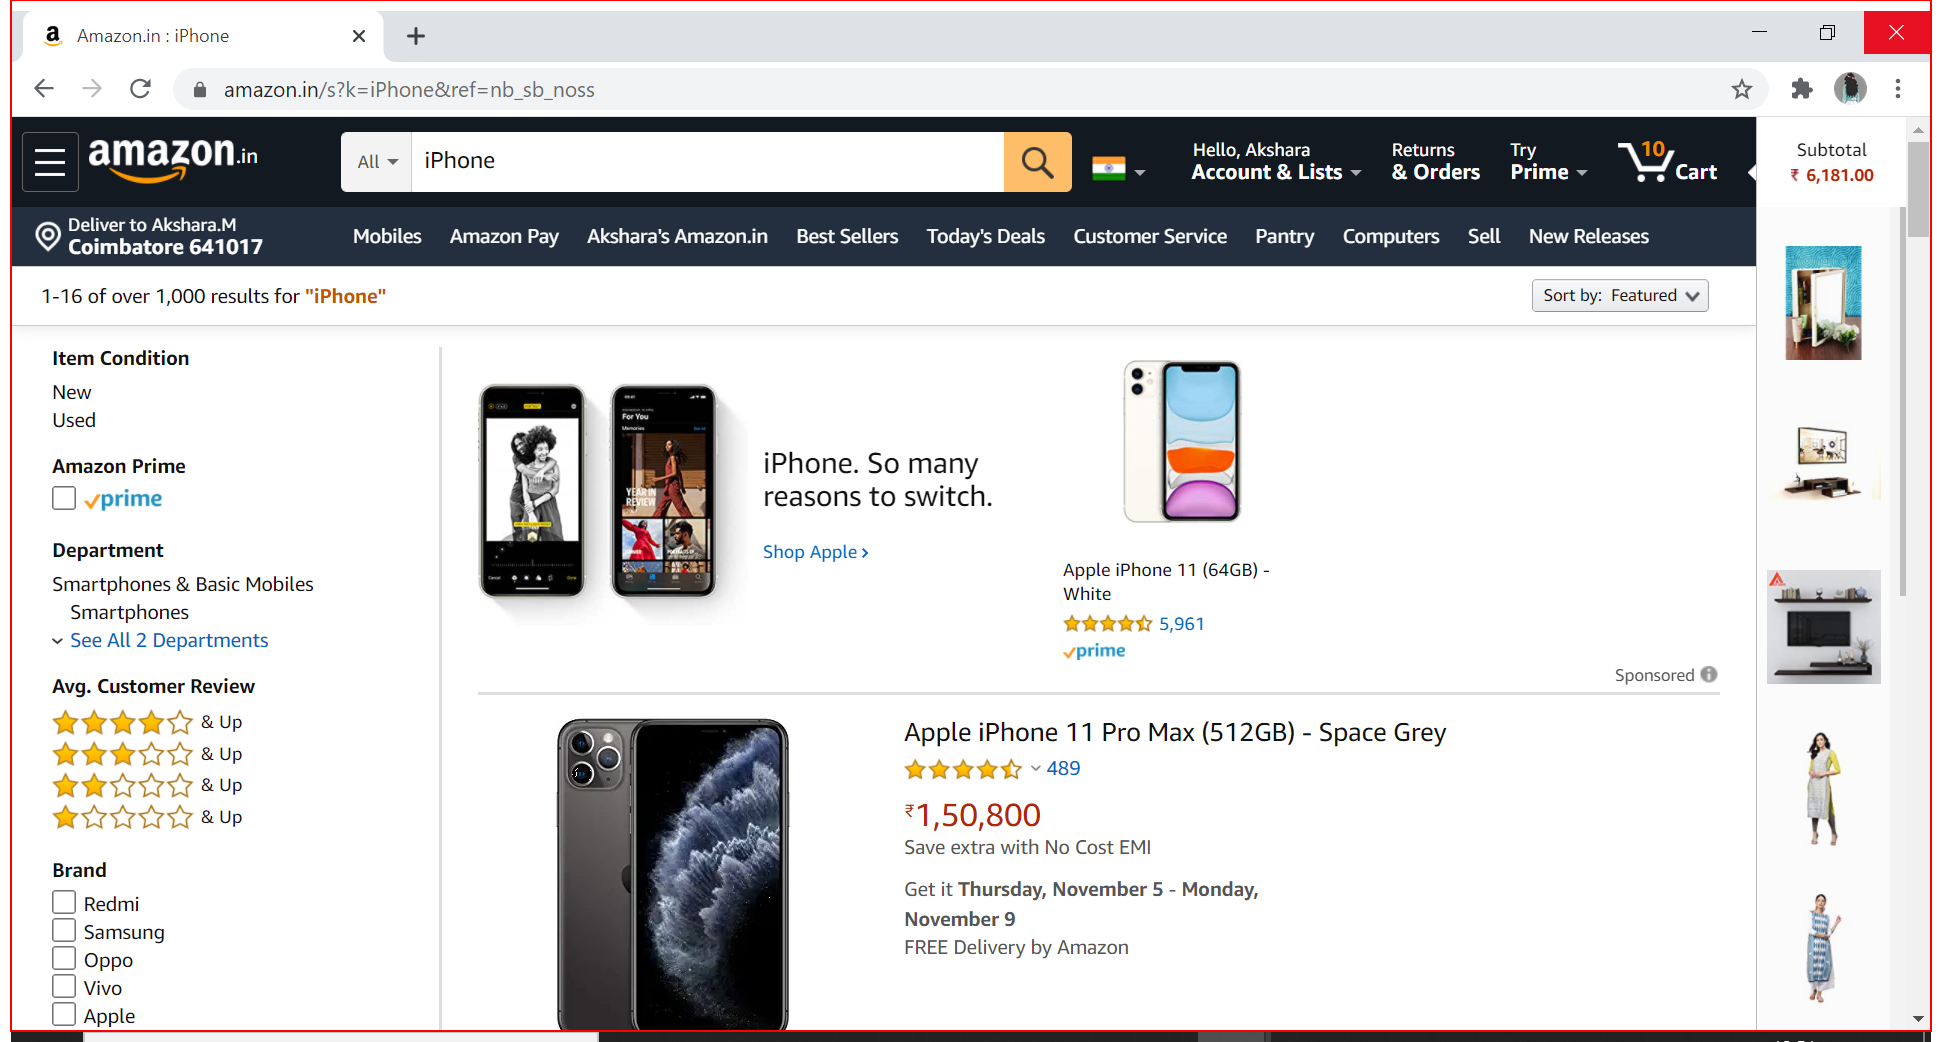 Amazon.in : iPhone
amazon.in/s?k=iPhone&ref=nb_sb_noss
amazon.in
All
iPhone
Hello, Akshara
Account & Lists
Returns
& Orders
Try
Prime
10
Cart
Subtotal
₹ 6,181.00
Deliver to Akshara.M
Coimbatore 641017
Mobiles
Amazon Pay
Akshara's Amazon.in
Best Sellers
Today's Deals
Customer Service
Pantry
Computers
Sell
New Releases
1-16 of over 1,000 results for "iPhone"
Sort by: Featured
Item Condition
New
Used
Amazon Prime
prime
Department
Smartphones & Basic Mobiles
Smartphones
See All 2 Departments
Avg. Customer Review
& Up
& Up
& Up
& Up
Brand
Redmi
Samsung
Oppo
Vivo
Apple
For You
YEAR IN
REVIEW
iPhone. So many
reasons to switch.
Shop Apple
Apple iPhone 11 (64GB) -
White
5,961
prime
Sponsored
Apple iPhone 11 Pro Max (512GB) - Space Grey
489
₹1,50,800
Save extra with No Cost EMI
Get it Thursday, November 5 - Monday,
November 9
FREE Delivery by Amazon